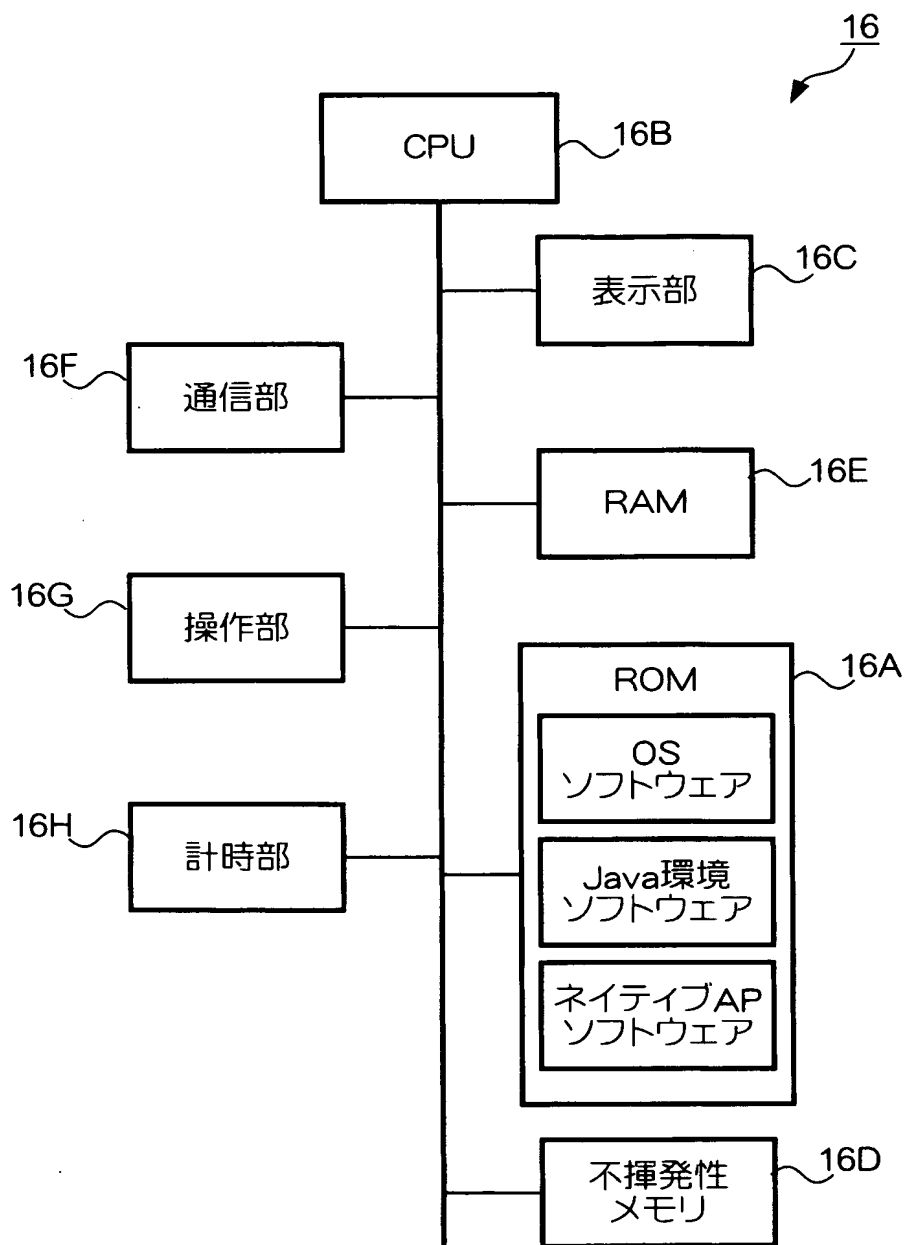 16
CPU
16B
表示部
16C
16F
通信部
RAM
16E
16G
操作部
ROM
16A
OS
ソフトウェア
Java環境
ソフトウェア
ネイティブAP
ソフトウェア
16H
計時部
不揮発性
メモリ
16D